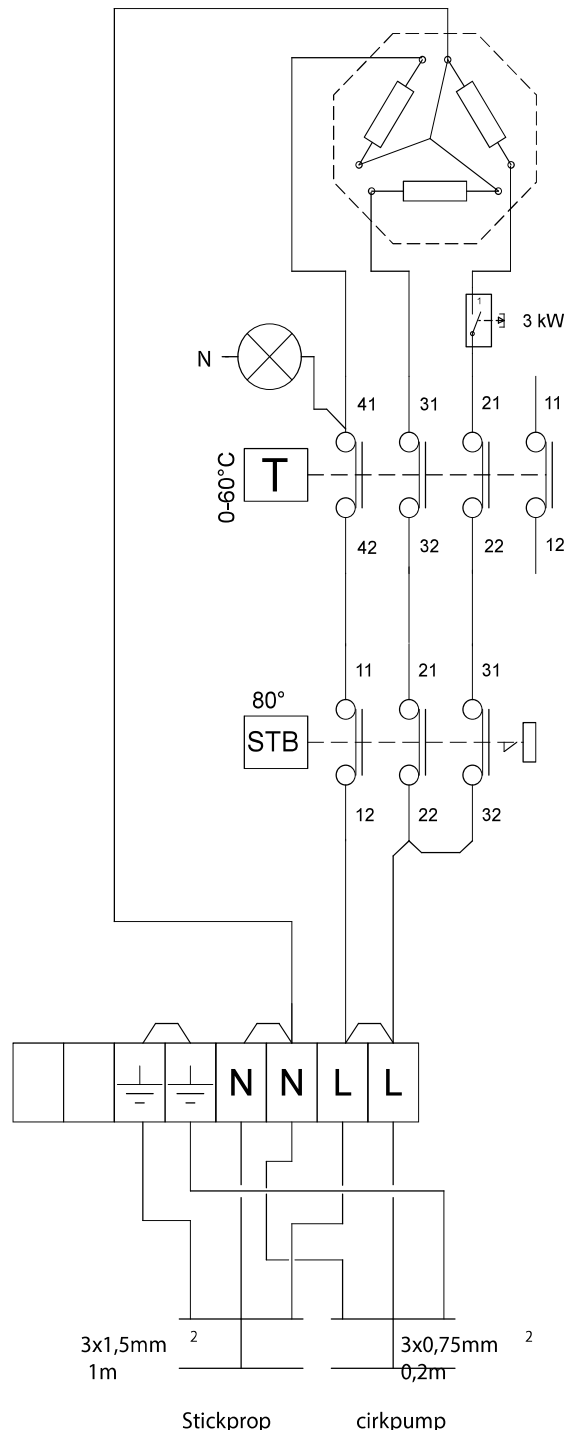 1
3 kW
N
41 31 21 11
0-60°C
T
42 32 22 12
11 21 31
80°
STB
12 22 32
N N L L
3x1,5mm 2
1m
3x0,75mm 2
0,2m
Stickprop cirkpump